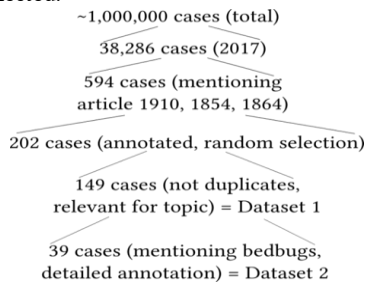 ~1,000,000 cases (total)
38,286 cases (2017)
594 cases (mentioning
article 1910, 1854, 1864)
202 cases (annotated, random selection)
149 cases (not duplicates,
relevant for topic) = Dataset 1
39 cases (mentioning bedbugs,
detailed annotation) = Dataset 2